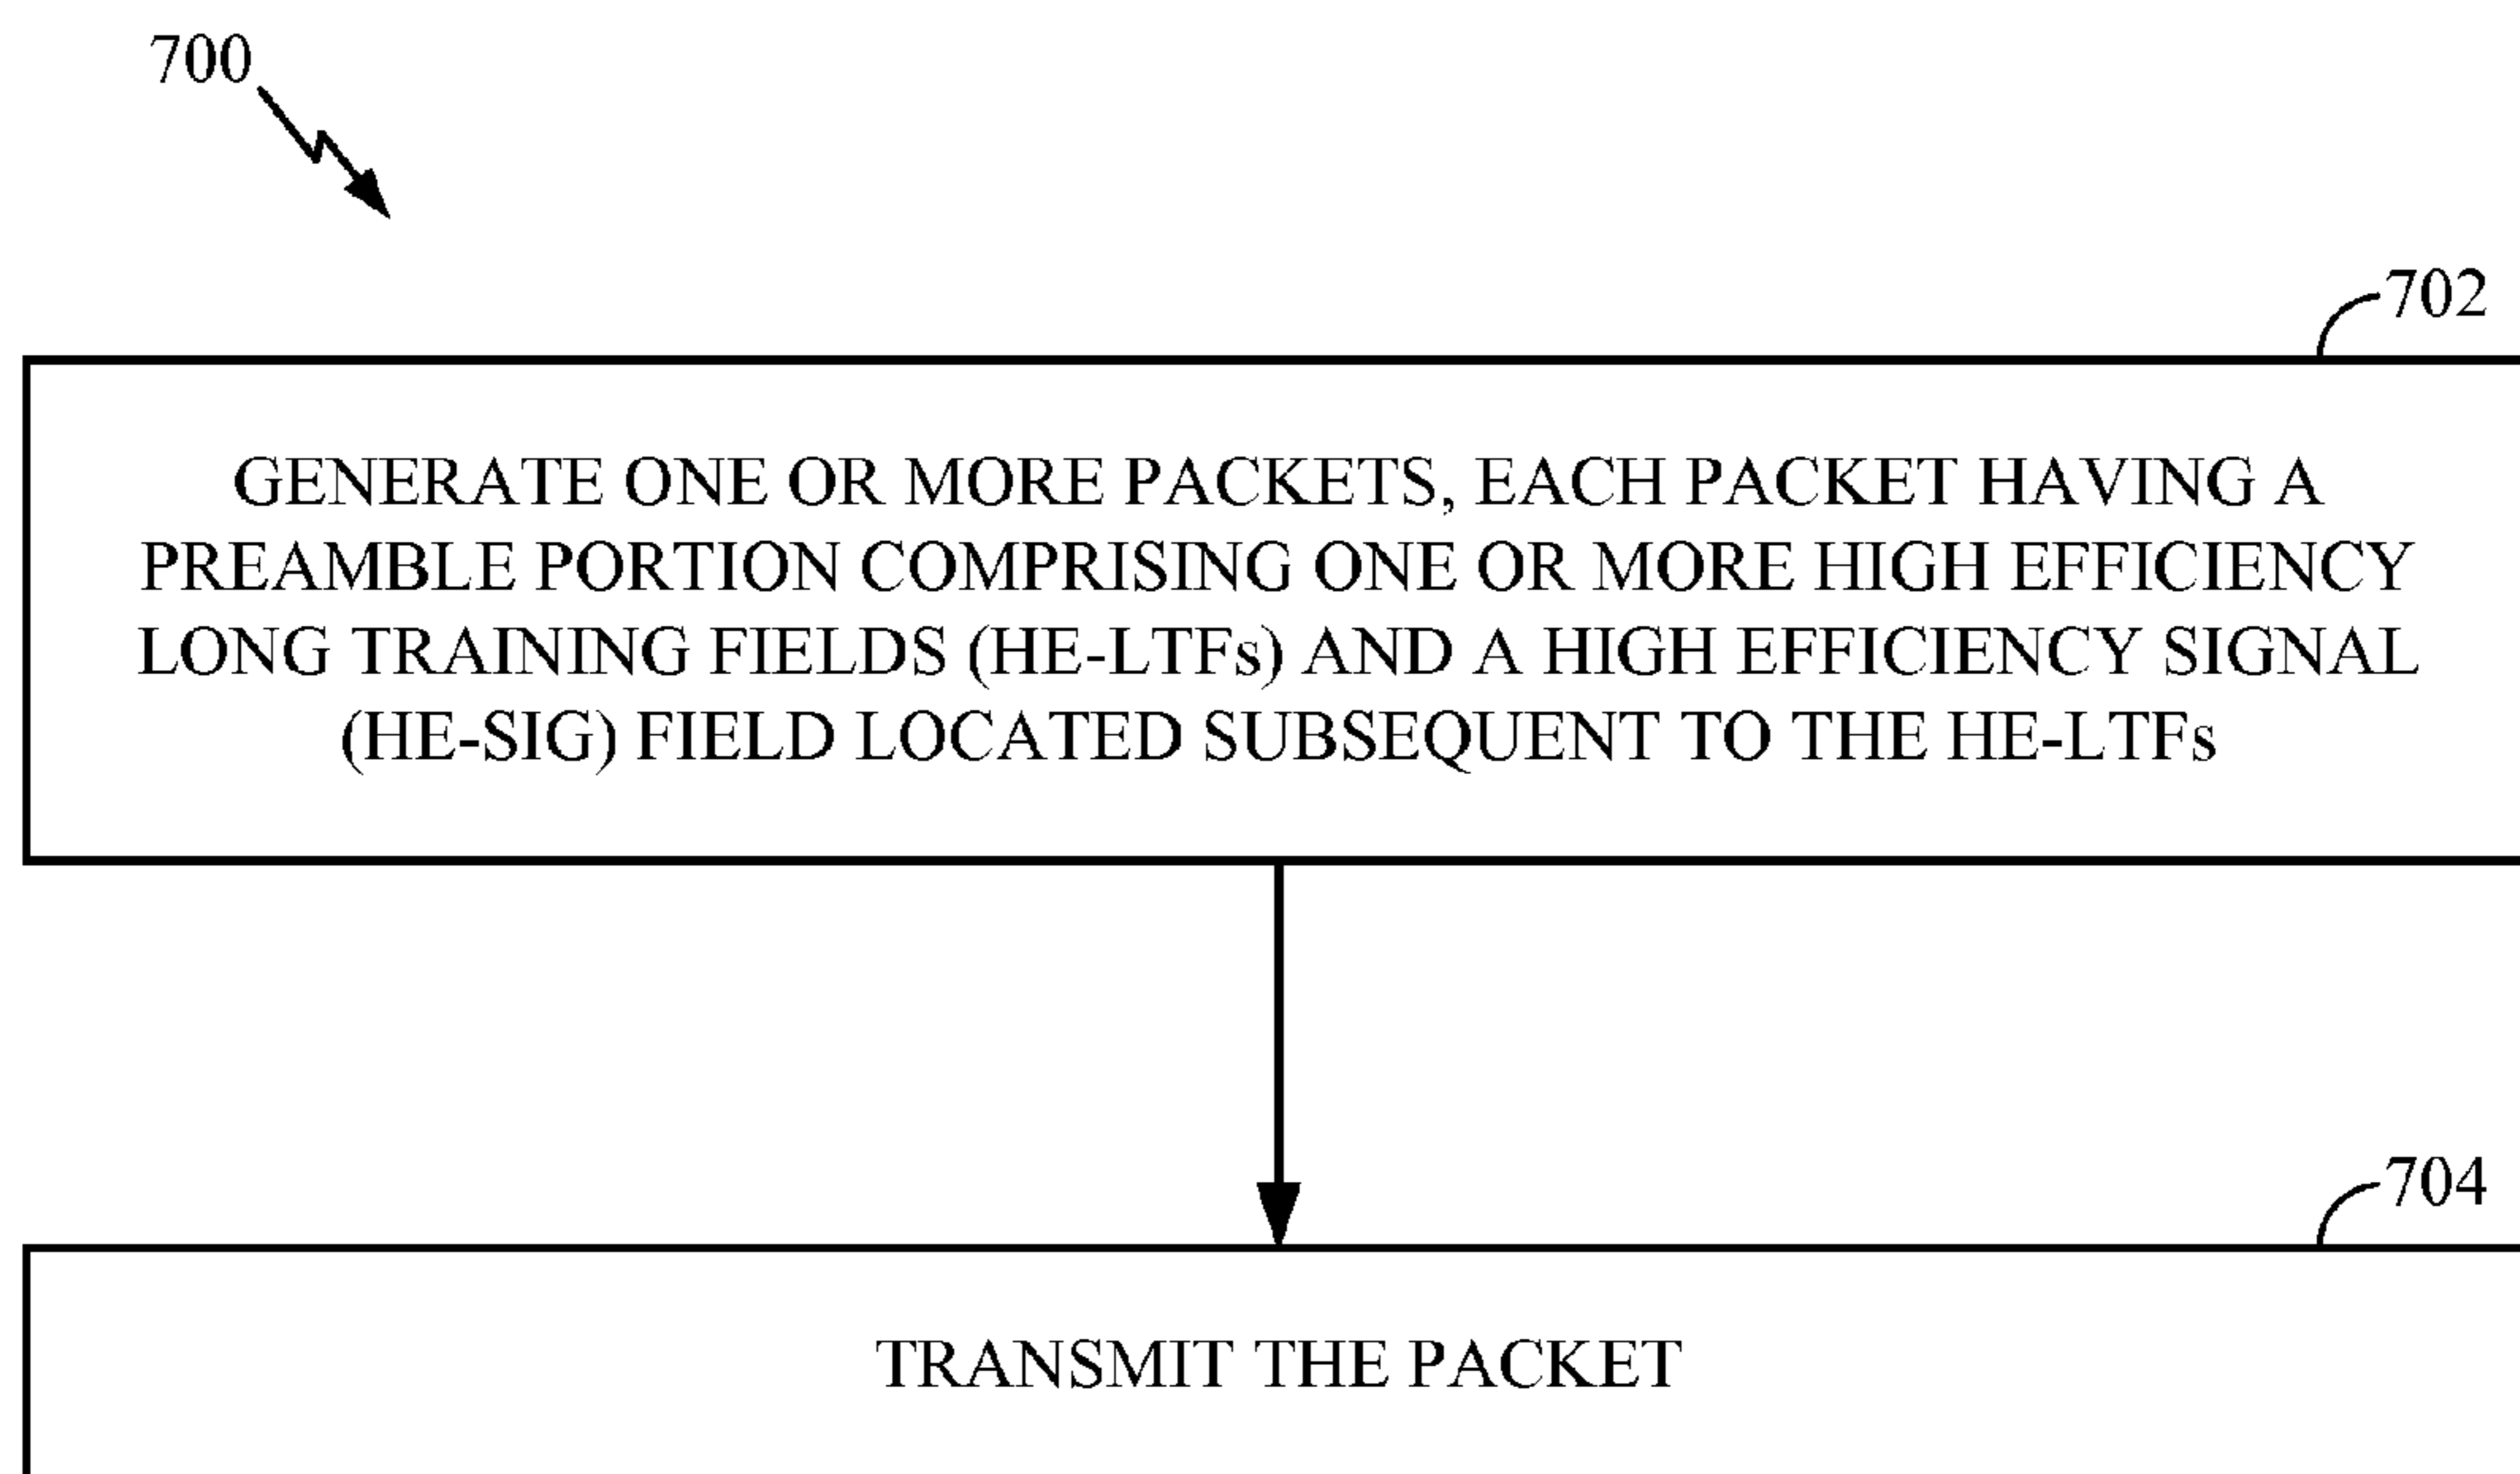 700
702
GENERATE ONE OR MORE PACKETS, EACH PACKET HAVING A
PREAMBLE PORTION COMPRISING ONE OR MORE HIGH EFFICIENCY
LONG TRAINING FIELDS (HE-LTFs) AND A HIGH EFFICIENCY SIGNAL
(HE-SIG) FIELD LOCATED SUBSEQUENT TO THE HE-LTFs
704
TRANSMIT THE PACKET